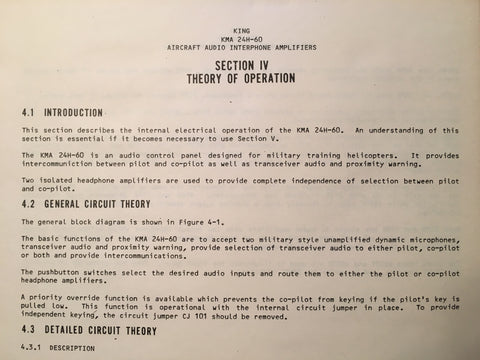 KING
KMA 24H-60
AIRCRAFT AUDIO INTERPHONE AMPLIFIERS
SECTION IV
THEORY OF OPERATION
4.1 INTRODUCTION
This section describes the internal electrical operation of the KMA 24H-60. An understanding of this
section is essential if it becomes necessary to use Section V.
The KMA 24H-60 is an audio control panel designed for military training helicopters. It provides
intercommuniction between pilot and co-pilot as well as transceiver audio and proximity warning.
Two isolated headphone amplifiers are used to provide complete independence of selection between pilot
and co-pilot.
4.2 GENERAL CIRCUIT THEORY
The general block diagram is shown in Figure 4-1.
The basic functions of the KMA 24H-60 are to accept two military style unamplified dynamic microphones,
transceiver audio and proximity warning, provide selection of transceiver audio to either pilot, co-pilot
or both and provide intercommunications.
The pushbutton switches select the desired audio inputs and route them to either the pilot or co-pilot
headphone amplifiers.
A priority override function is available which prevents the co-pilot from keying if the pilot's key is
pulled low. This function is operational with the internal circuit jumper in place. To provide
independent keying, the circuit jumper CJ 101 should be removed.
4.3 DETAILED CIRCUIT THEORY
4.3.1 DESCRIPTION